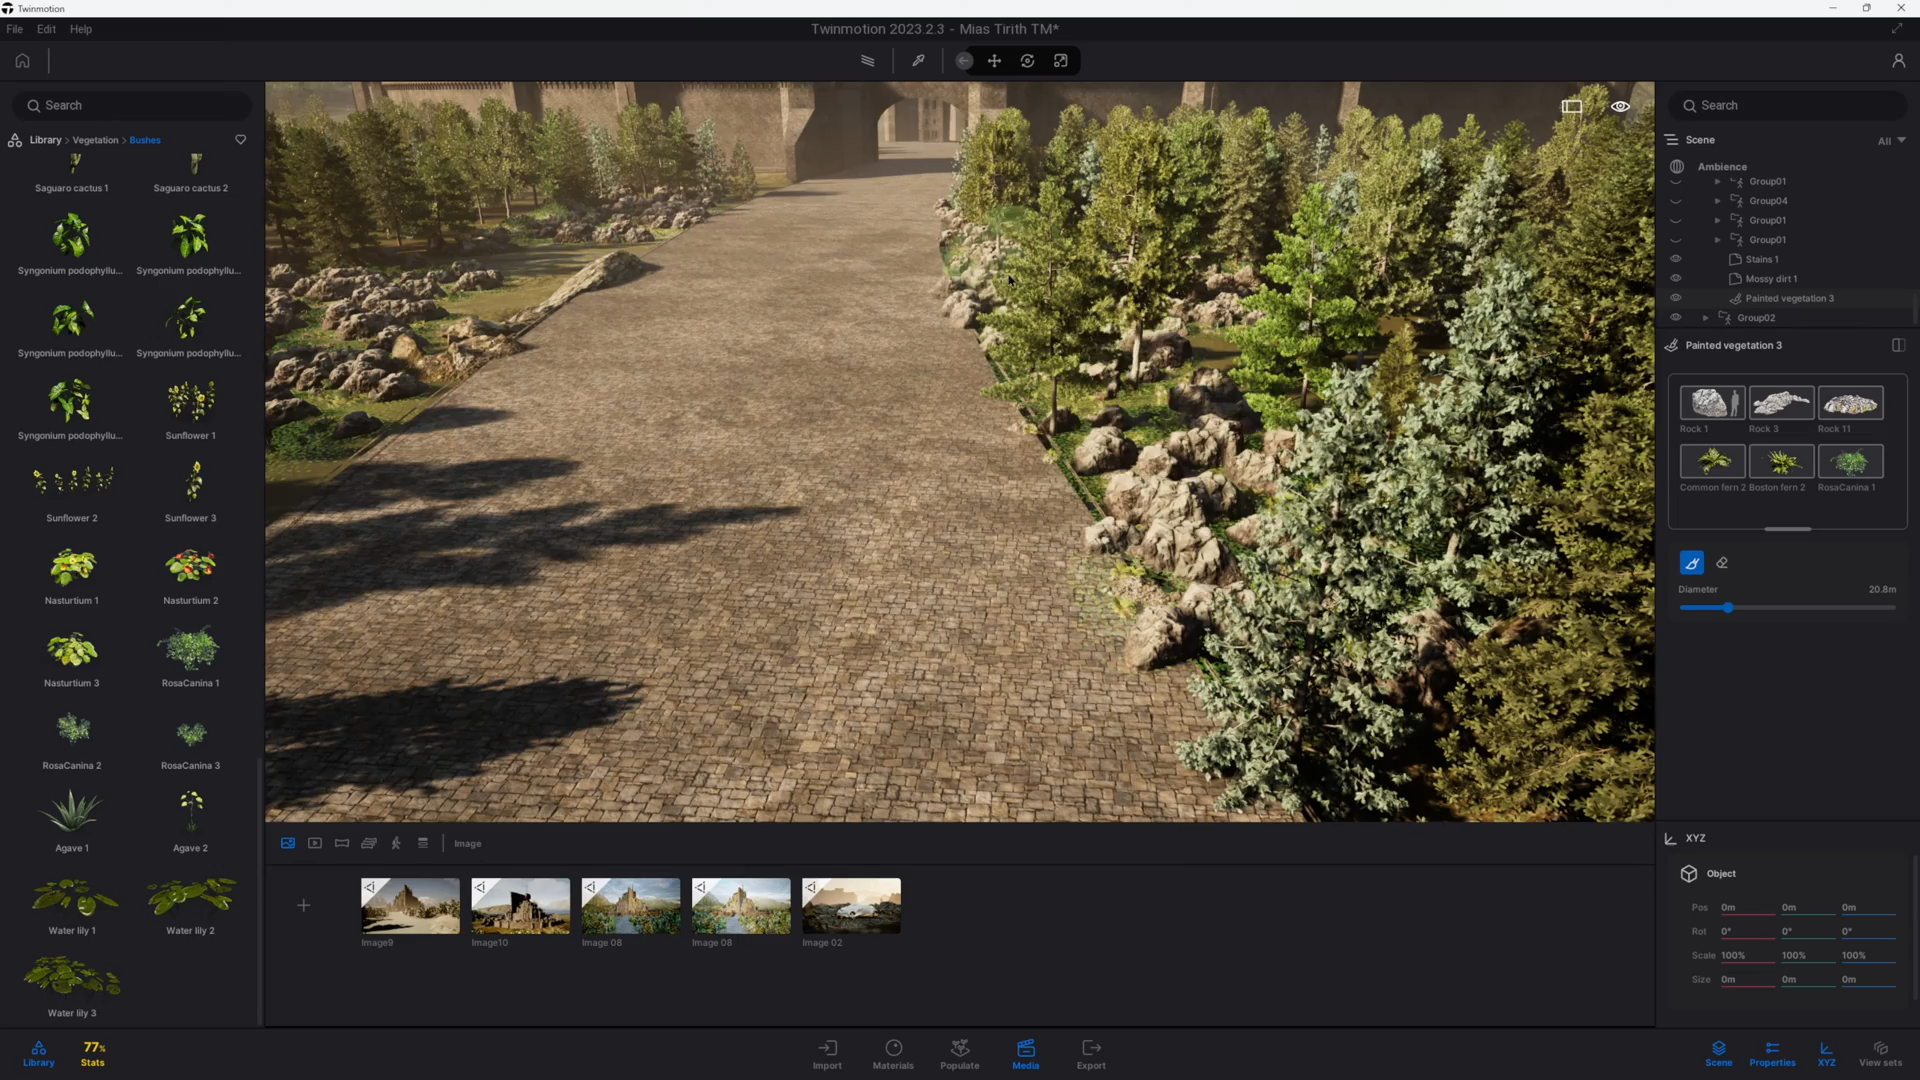 Twinmotion
File Edit Help
Twinmotion 2023.2.3 - Mias Tirith TM*
Search
Library > Vegetation > Bushes
Saguaro cactus 1 Saguaro cactus 2
Syngonium podophyllu... Syngonium podophyllu...
Syngonium podophyllu... Syngonium podophyllu...
Syngonium podophyllu... Sunflower 1
Sunflower 2 Sunflower 3
Nasturtium 1 Nasturtium 2
Nasturtium 3 RosaCanina 1
RosaCanina 2 RosaCanina 3
Agave 1 Agave 2
Water lily 1 Water lily 2
Water lily 3
Image
Image9 Image10 Image 08 Image 08 Image 02
Search
Scene All
Ambience
Group01
Group04
Group01
Group01
Stains 1
Mossy dirt 1
Painted vegetation 3
Group02
Painted vegetation 3
Rock 1 Rock 3 Rock 11
Common fern 2 Boston fern 2 RosaCanina 1
Diameter 20.8m
XYZ
Object
Pos 0m 0m 0m
Rot 0° 0° 0°
Scale 100% 100% 100%
Size 0m 0m 0m
Library 77% Stats Import Materials Populate Media Export Scene Properties XYZ View sets